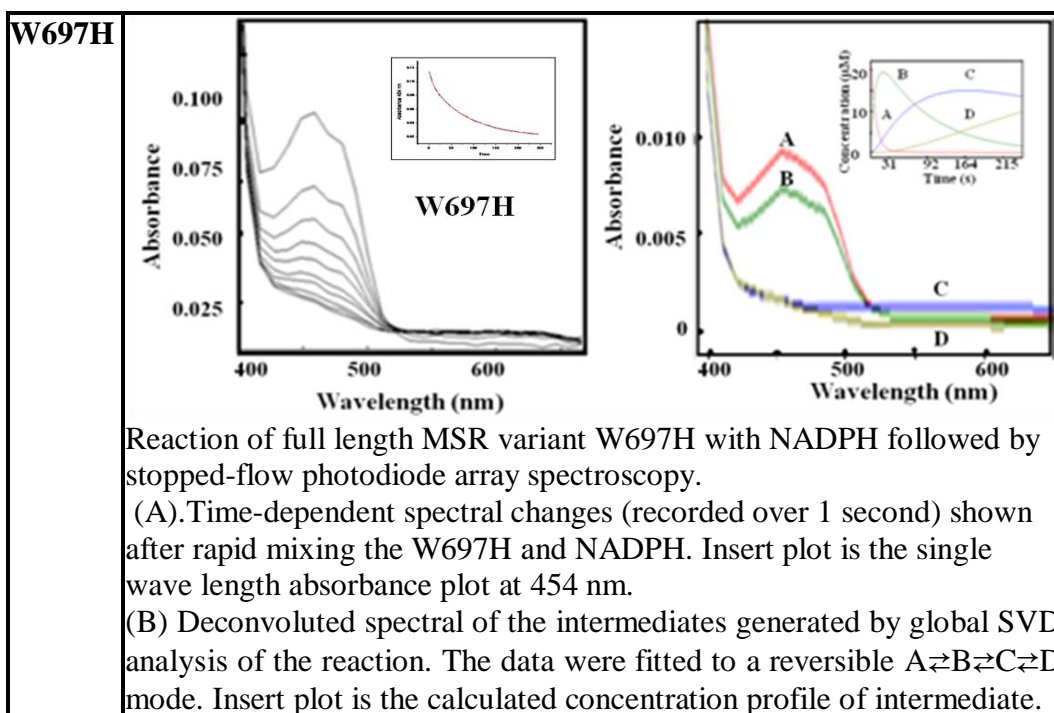 W697H
Absorbance
0.100
0.075
0.050
0.025
400
500
600
Wavelength (nm)
W697H
Time
Absorbance
0.010
0.005
0
400
500
600
Wavelength (nm)
A
B
C
D
Concentration (µM)
20
10
0
31
92
164
215
Time (s)
A
B
C
D
Reaction of full length MSR variant W697H with NADPH followed by
stopped-flow photodiode array spectroscopy.
(A).Time-dependent spectral changes (recorded over 1 second) shown
after rapid mixing the W697H and NADPH. Insert plot is the single
wave length absorbance plot at 454 nm.
(B) Deconvoluted spectral of the intermediates generated by global SVD
analysis of the reaction. The data were fitted to a reversible A⇄B⇄C⇄D
mode. Insert plot is the calculated concentration profile of intermediate.